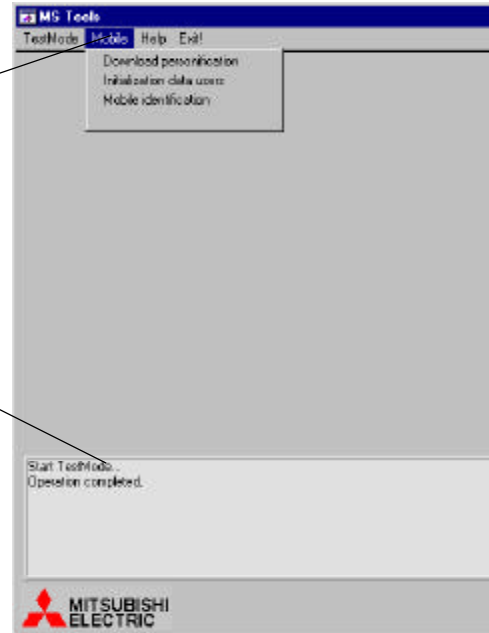 MS Tools
TestMode Mobile Help Exit!
Download personification
Initialization data users
Mobile identification
Start TestMode...
Operation completed.
MITSUBISHI
ELECTRIC